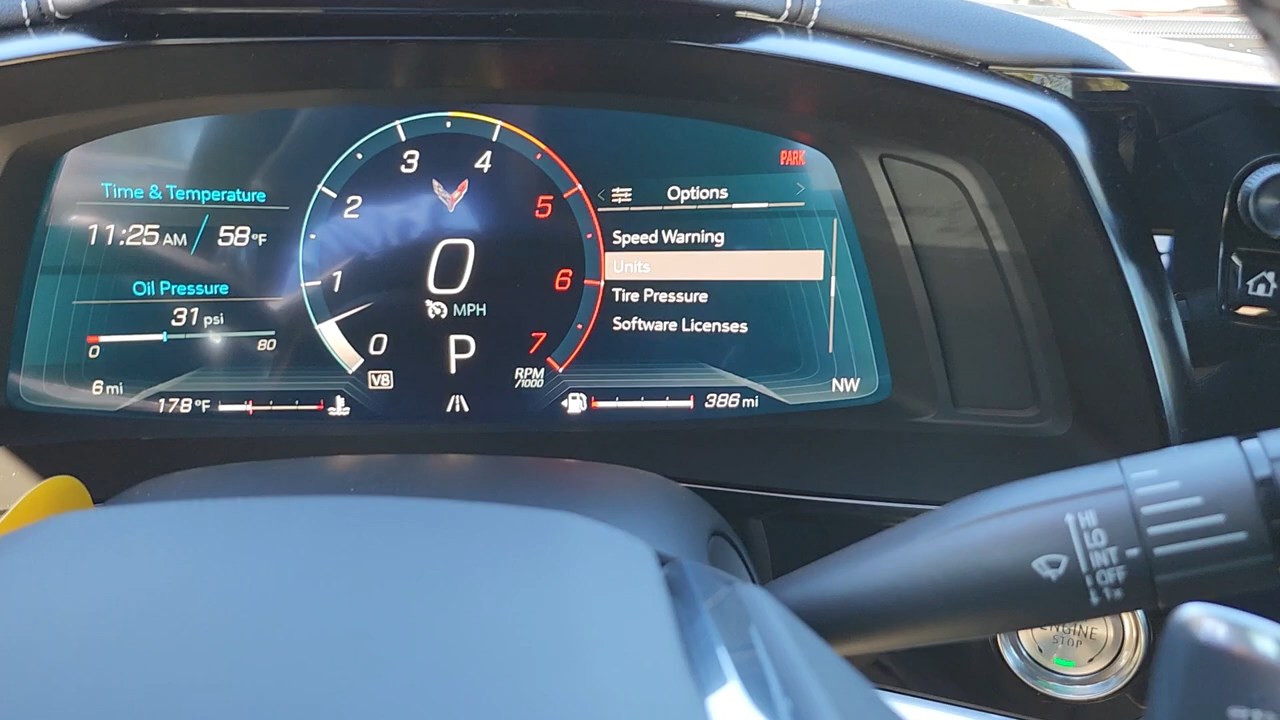 Time & Temperature
11:25 AM / 58°F
Oil Pressure
31 psi
0 80
6 mi
178°F
1
2
3
4
5
6
7
0
0
MPH
P
V8
RPM
/1000
PARK
Options
Speed Warning
Units
Tire Pressure
Software Licenses
NW
386 mi
HI
LO
INT
OFF
1x
ENGINE
STOP